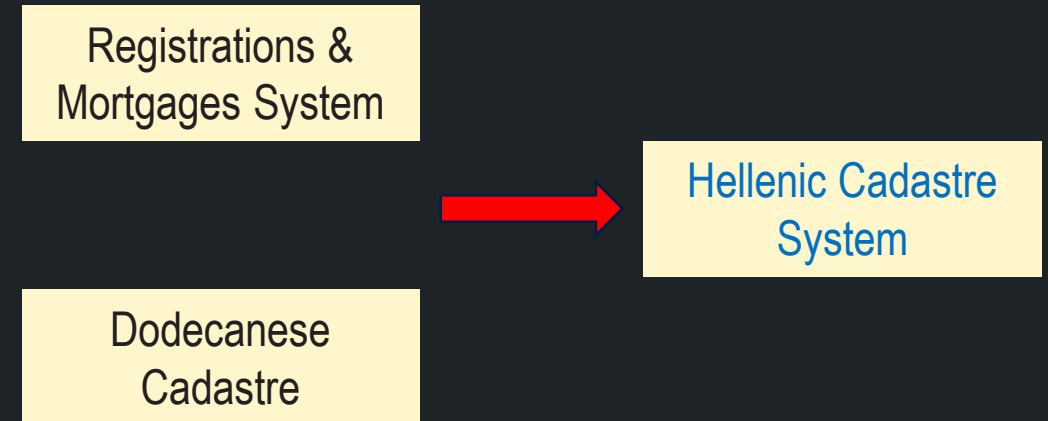 Registrations &
Mortgages System
Hellenic Cadastre
System
Dodecanese
Cadastre